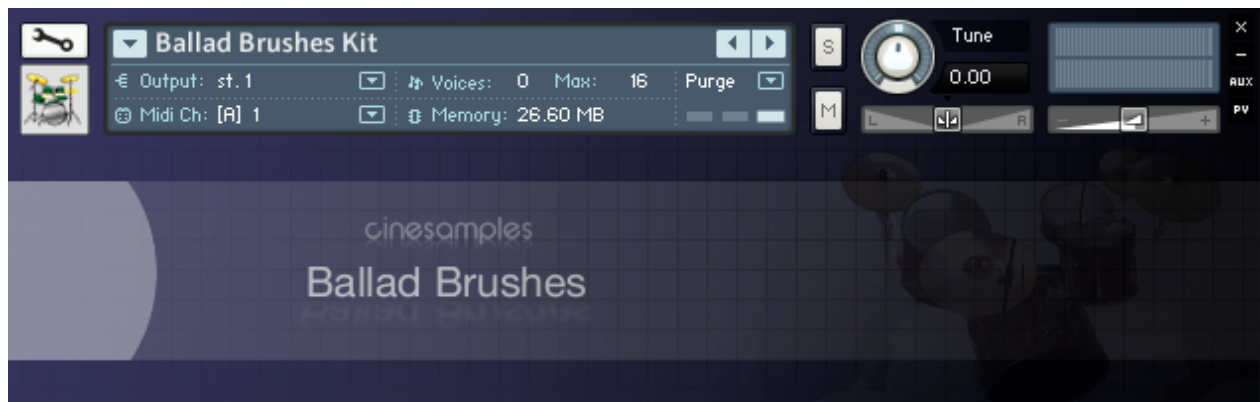 Ballad Brushes Kit
S
Tune
×
–
Output: st. 1
Voices: 0 Max: 16
Purge
0.00
AUX
Midi Ch: [A] 1
Memory: 26.60 MB
M
L
R
-
+
PV
cinesamples
Ballad Brushes